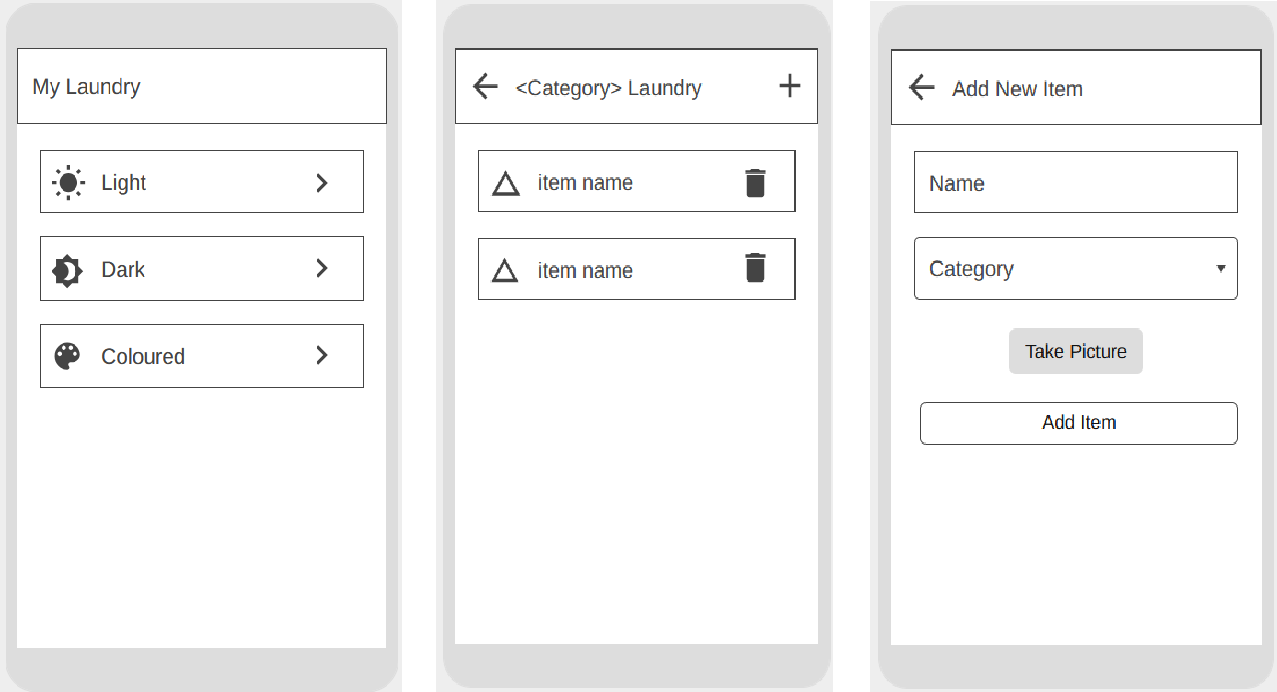 My Laundry
Light
Dark
Coloured
<Category> Laundry
item name
item name
Add New Item
Name
Category
Take Picture
Add Item